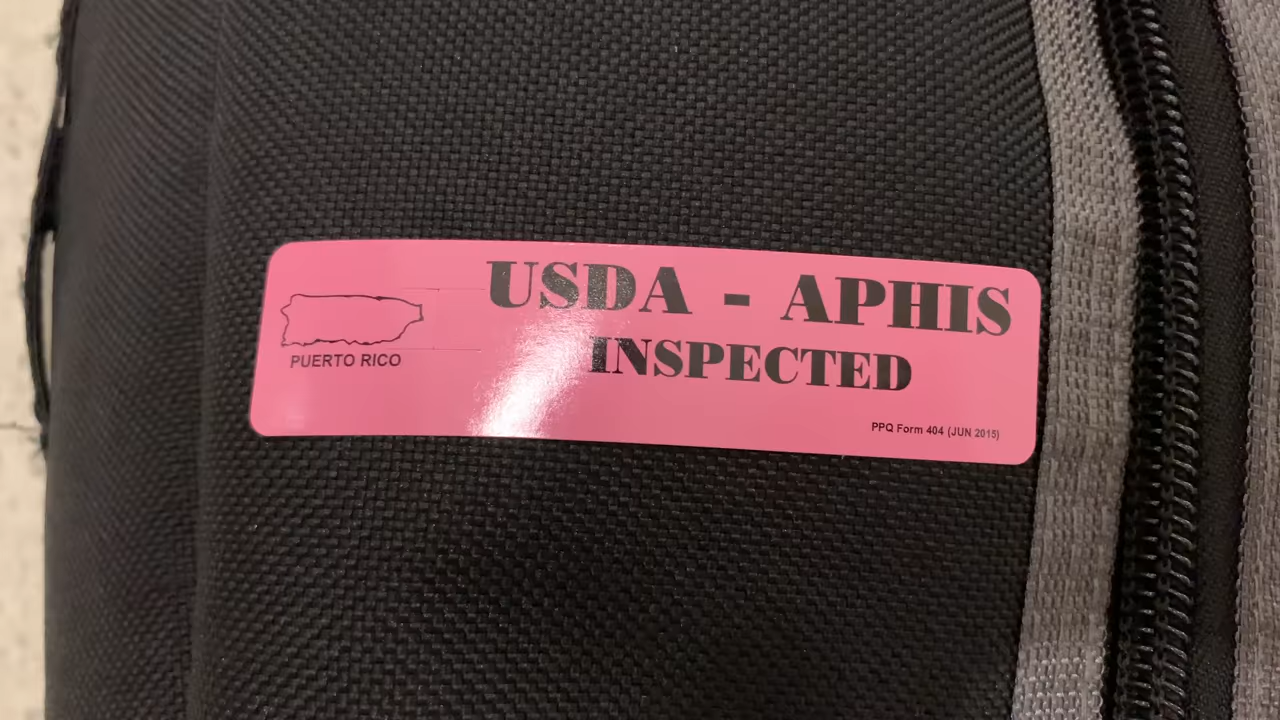 USDA - APHIS
INSPECTED
PUERTO RICO
PPQ Form 404 (JUN 2015)